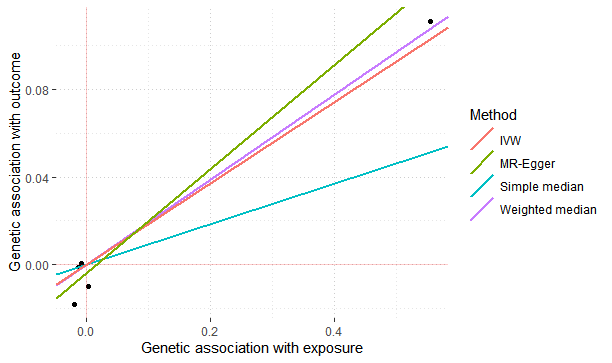 Genetic association with outcome
0.08
0.04
0.00
0.0
0.2
0.4
Genetic association with exposure
Method
IVW
MR-Egger
Simple median
Weighted median